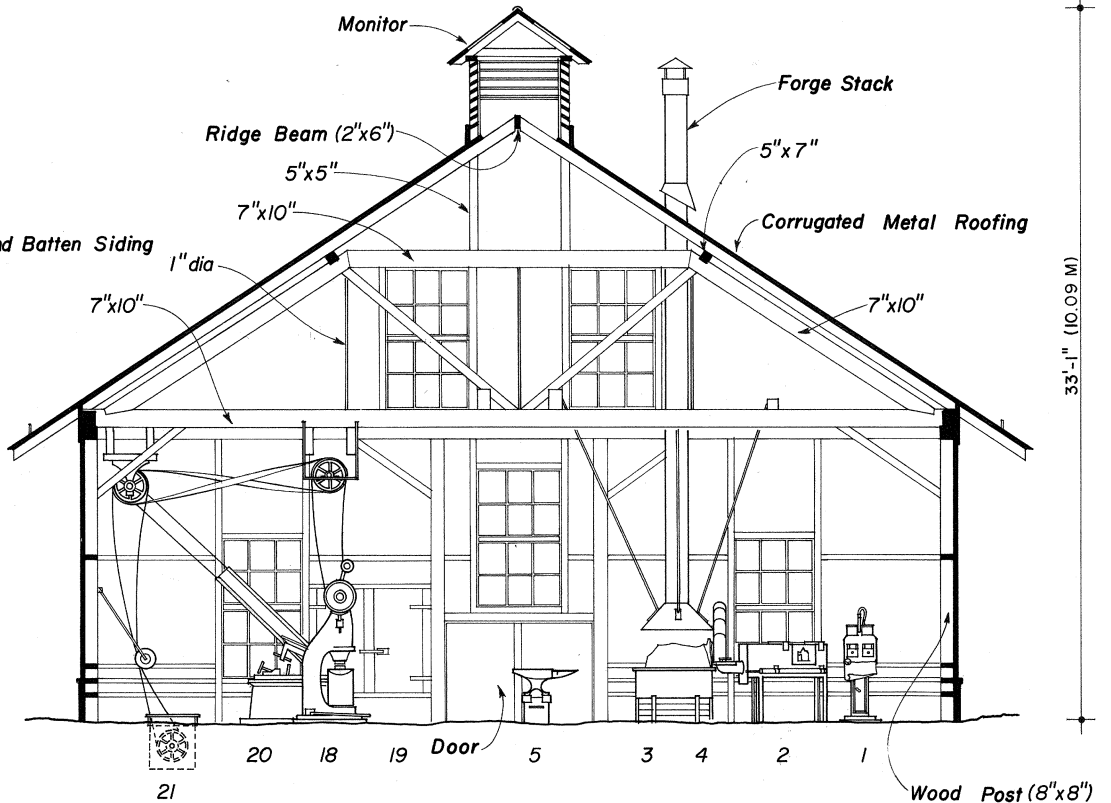 Monitor
Forge Stack
Ridge Beam (2"x6")
5"x5"
5"x7"
7"x10"
Corrugated Metal Roofing
Batten Siding
1" dia
7"x10"
7"x10"
33'-1" (10.09 M)
Door
20 18 19 5 3 4 2 1
21
Wood Post (8"x8")